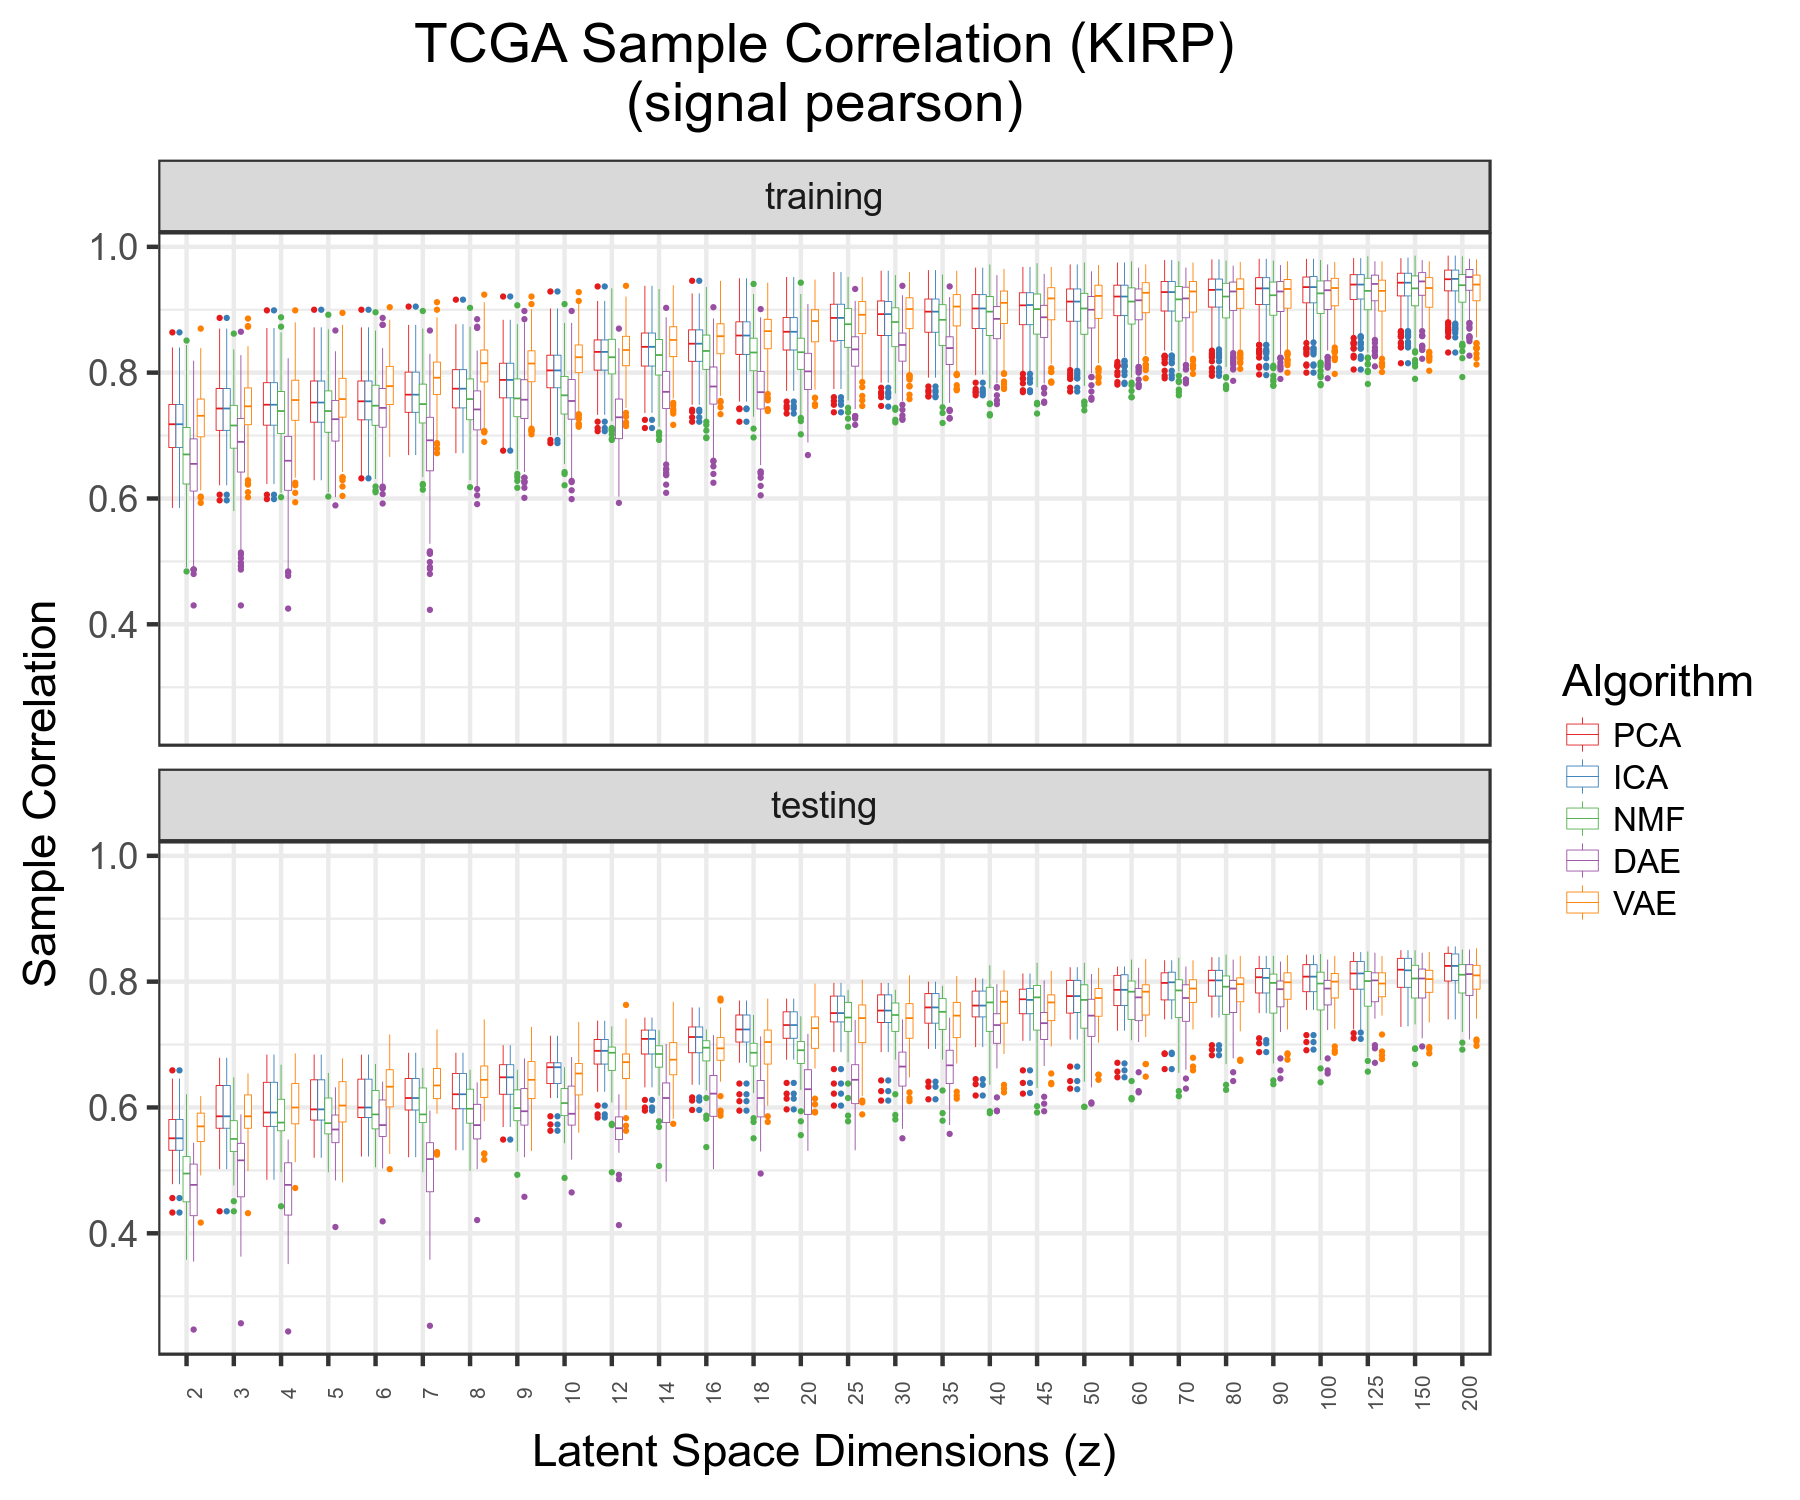 TCGA Sample Correlation (KIRP)
(signal pearson)
training
1.0
0.8
0.6
0.4
testing
1.0
0.8
0.6
0.4
Sample Correlation
2 3 4 5 6 7 8 9 10 12 14 16 18 20 25 30 35 40 45 50 60 70 80 90 100 125 150 200
Latent Space Dimensions (z)
Algorithm
PCA
ICA
NMF
DAE
VAE